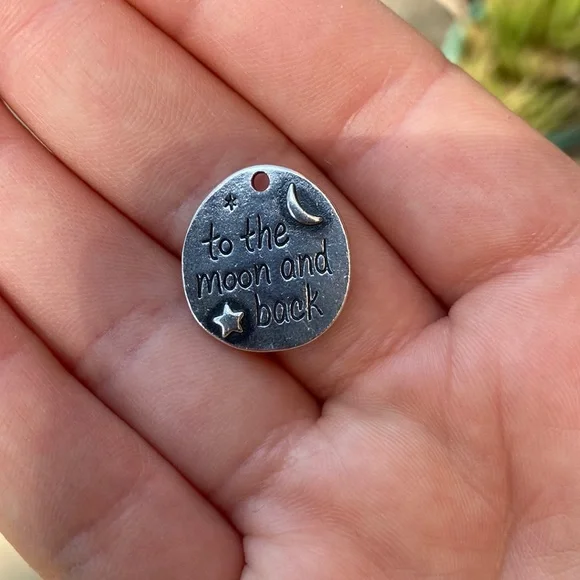 to the
moon and
back